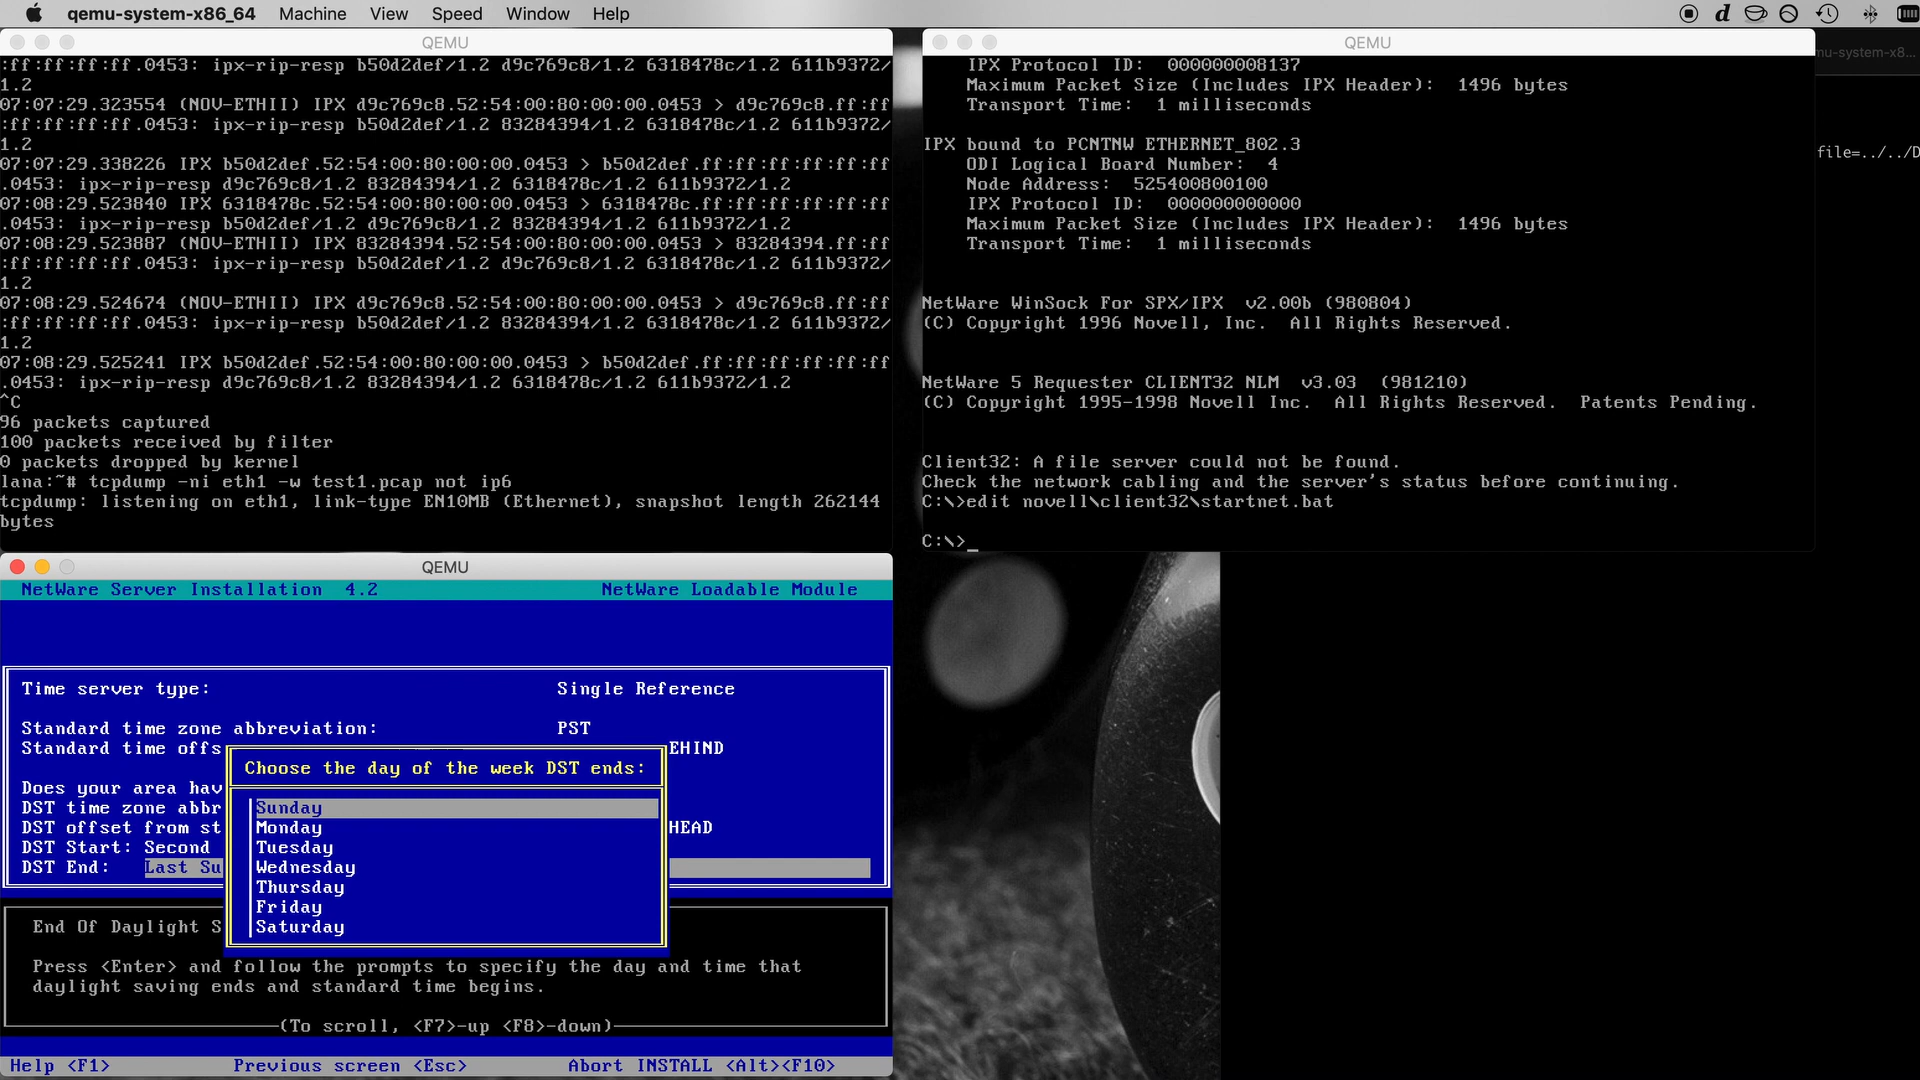 qemu-system-x86_64 Machine View Speed Window Help
QEMU
:ff:ff:ff:ff.0453: ipx-rip-resp b50d2def/1.2 d9c769c8/1.2 6318478c/1.2 611b9372/
1.2
07:07:29.323554 (NOV-ETHII) IPX d9c769c8.52:54:00:80:00:00.0453 > d9c769c8.ff:ff
:ff:ff:ff:ff.0453: ipx-rip-resp b50d2def/1.2 83284394/1.2 6318478c/1.2 611b9372/
1.2
07:07:29.338226 IPX b50d2def.52:54:00:80:00:00.0453 > b50d2def.ff:ff:ff:ff:ff:ff
.0453: ipx-rip-resp d9c769c8/1.2 83284394/1.2 6318478c/1.2 611b9372/1.2
07:08:29.523840 IPX 6318478c.52:54:00:80:00:00.0453 > 6318478c.ff:ff:ff:ff:ff:ff
.0453: ipx-rip-resp b50d2def/1.2 d9c769c8/1.2 83284394/1.2 611b9372/1.2
07:08:29.523887 (NOV-ETHII) IPX 83284394.52:54:00:80:00:00.0453 > 83284394.ff:ff
:ff:ff:ff:ff.0453: ipx-rip-resp b50d2def/1.2 d9c769c8/1.2 6318478c/1.2 611b9372/
1.2
07:08:29.524674 (NOV-ETHII) IPX d9c769c8.52:54:00:80:00:00.0453 > d9c769c8.ff:ff
:ff:ff:ff:ff.0453: ipx-rip-resp b50d2def/1.2 83284394/1.2 6318478c/1.2 611b9372/
1.2
07:08:29.525241 IPX b50d2def.52:54:00:80:00:00.0453 > b50d2def.ff:ff:ff:ff:ff:ff
.0453: ipx-rip-resp d9c769c8/1.2 83284394/1.2 6318478c/1.2 611b9372/1.2
^C
96 packets captured
100 packets received by filter
0 packets dropped by kernel
lana:~# tcpdump -ni eth1 -w test1.pcap not ip6
tcpdump: listening on eth1, link-type EN10MB (Ethernet), snapshot length 262144
bytes
QEMU
IPX Protocol ID: 000000008137
Maximum Packet Size (Includes IPX Header): 1496 bytes
Transport Time: 1 milliseconds
IPX bound to PCNTNW ETHERNET_802.3
ODI Logical Board Number: 4
Node Address: 525400800100
IPX Protocol ID: 000000000000
Maximum Packet Size (Includes IPX Header): 1496 bytes
Transport Time: 1 milliseconds
NetWare WinSock For SPX/IPX v2.00b (980804)
(C) Copyright 1996 Novell, Inc. All Rights Reserved.
NetWare 5 Requester CLIENT32 NLM v3.03 (981210)
(C) Copyright 1995-1998 Novell Inc. All Rights Reserved. Patents Pending.
Client32: A file server could not be found.
Check the network cabling and the server's status before continuing.
C:\>edit novell\client32\startnet.bat
C:\>_
mu-system-x8...
file=../../D
QEMU
NetWare Server Installation 4.2 NetWare Loadable Module
Time server type: Single Reference
Standard time zone abbreviation: PST
Standard time offs EHIND
Does your area hav
DST time zone abbr
DST offset from st HEAD
DST Start: Second
DST End: Last Su
Choose the day of the week DST ends:
Sunday
Monday
Tuesday
Wednesday
Thursday
Friday
Saturday
End Of Daylight S
Press <Enter> and follow the prompts to specify the day and time that
daylight saving ends and standard time begins.
(To scroll, <F7>-up <F8>-down)
Help <F1> Previous screen <Esc> Abort INSTALL <Alt><F10>